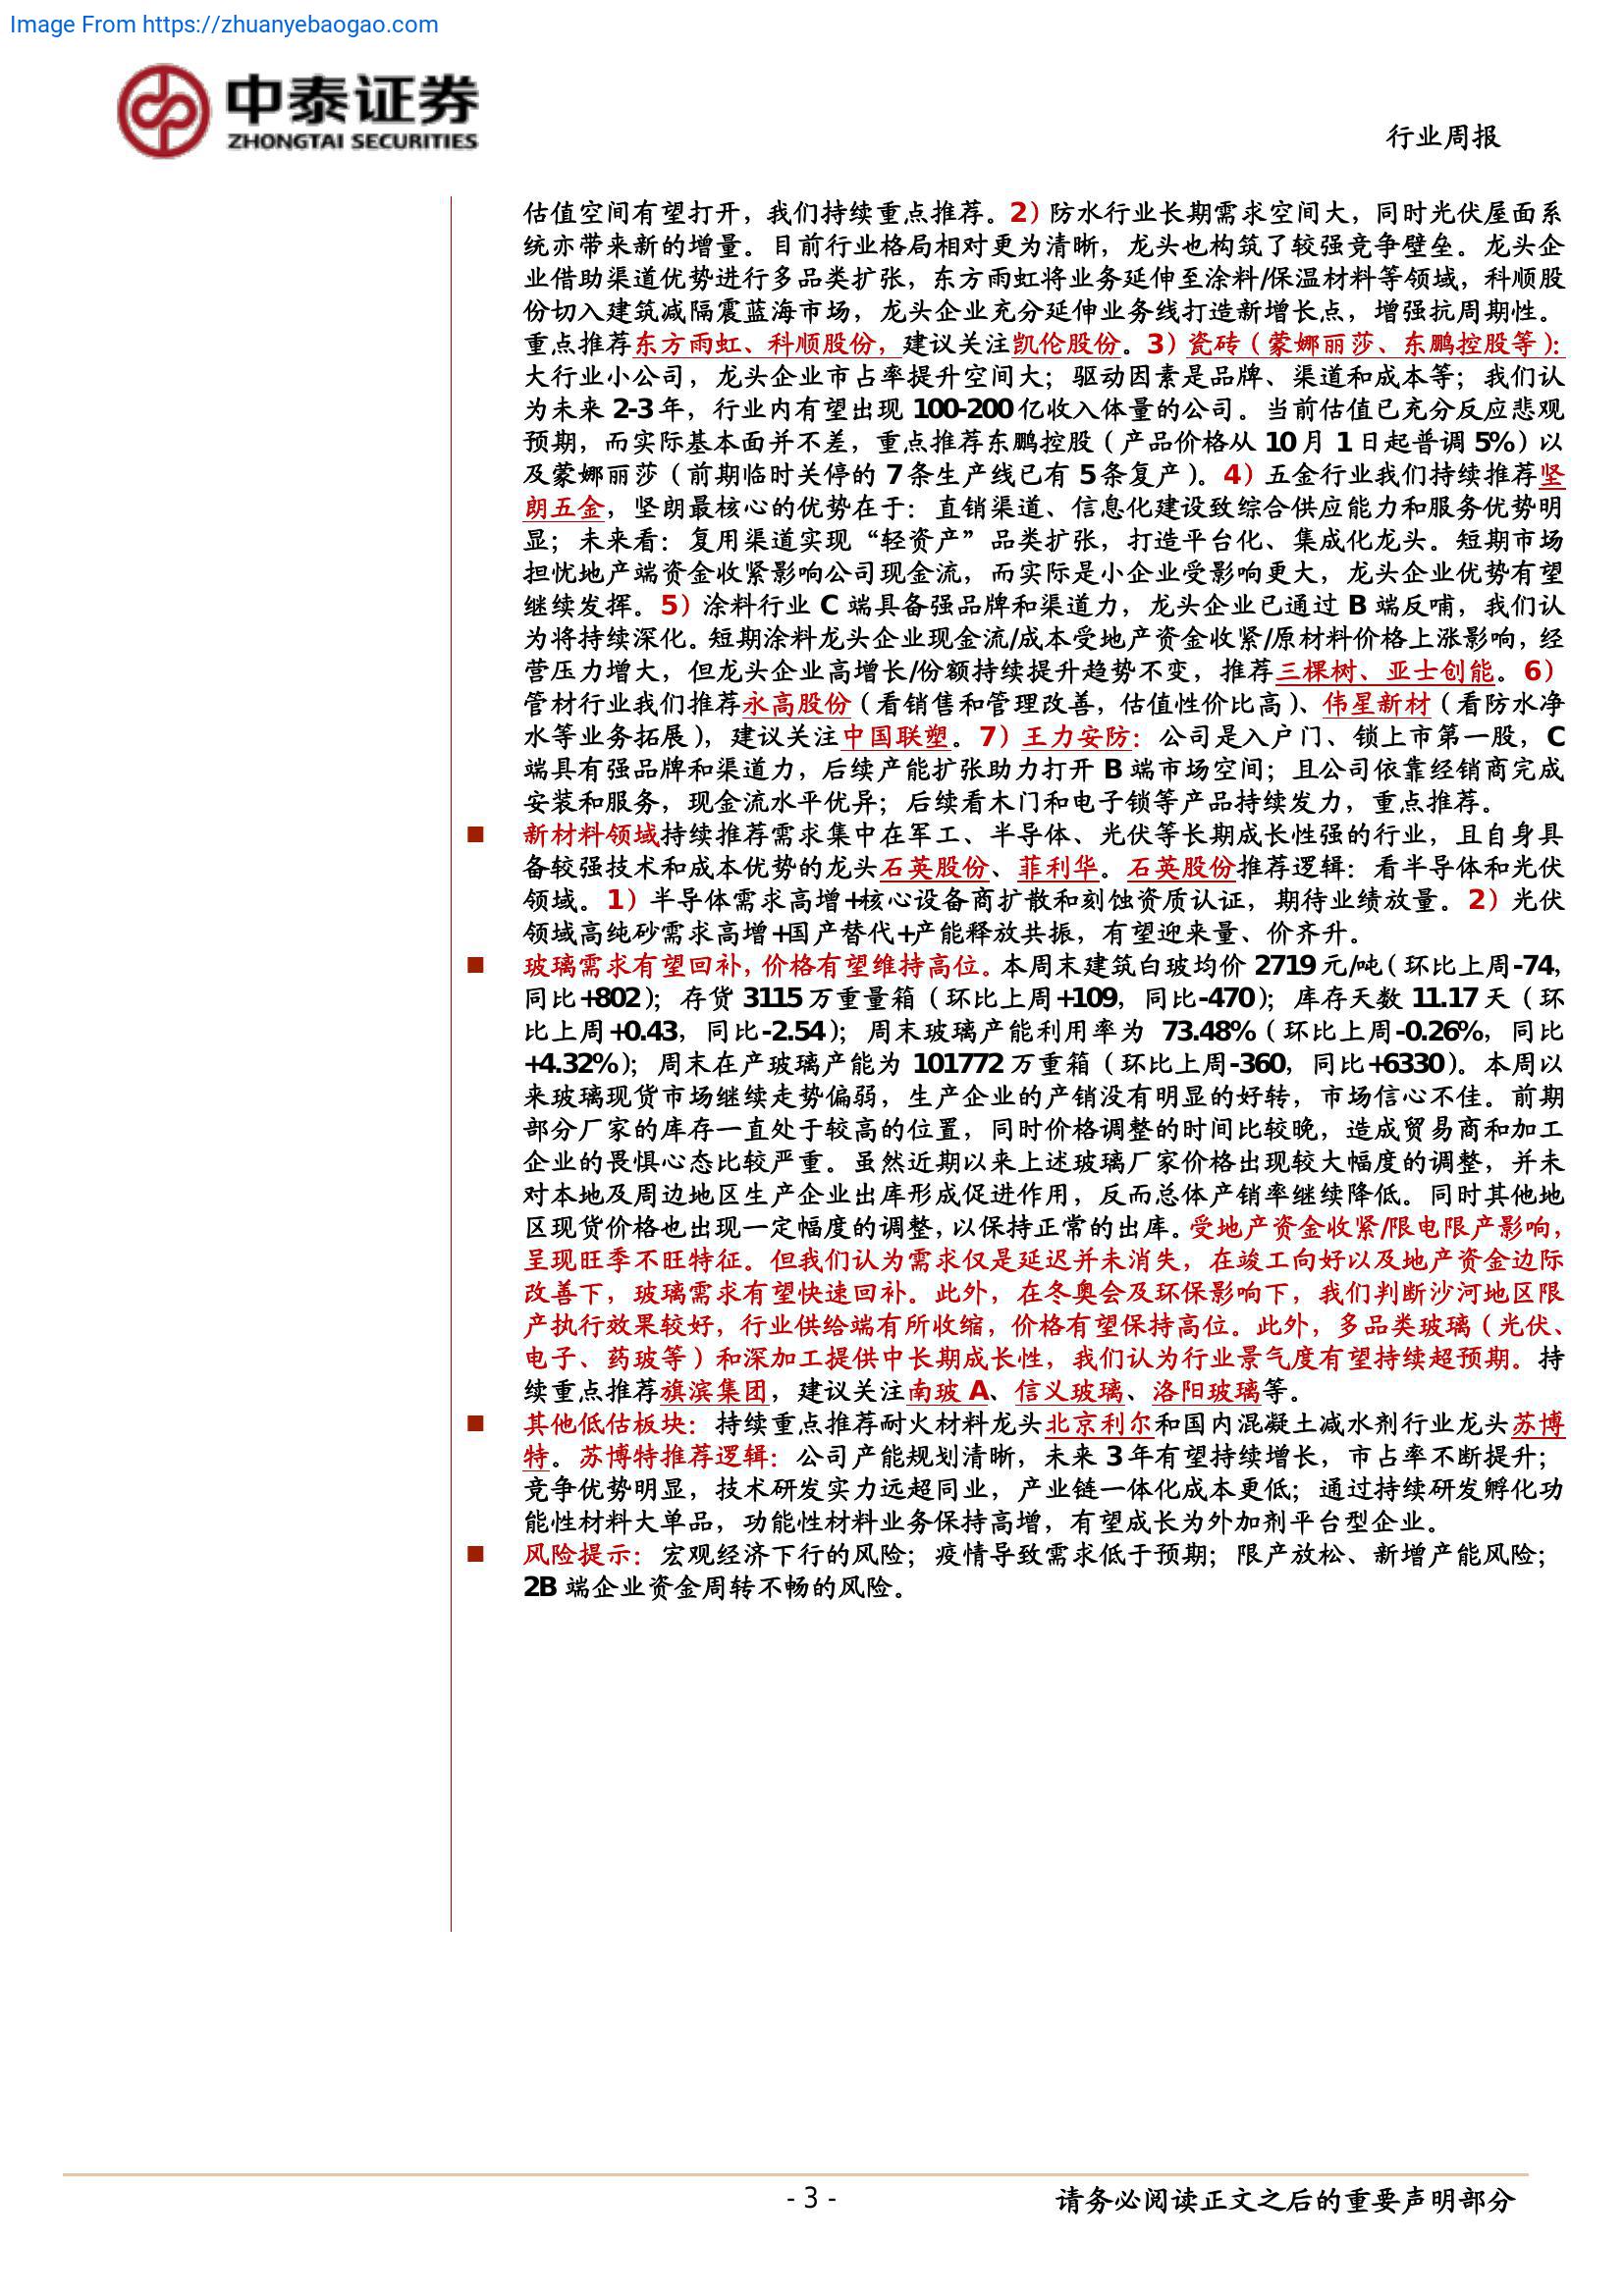 Image From https://zhuanyebaogao.com
中泰证券
ZHONGTAI SECURITIES
行业周报
估值空间有望打开，我们持续重点推荐。2）防水行业长期需求空间大，同时光伏屋面系
统亦带来新的增量。目前行业格局相对更为清晰，龙头也构筑了较强竞争壁垒。龙头企
业借助渠道优势进行多品类扩张，东方雨虹将业务延伸至涂料/保温材料等领域，科顺股
份切入建筑减隔震蓝海市场，龙头企业充分延伸业务线打造新增长点，增强抗周期性。
重点推荐东方雨虹、科顺股份，建议关注凯伦股份。3）瓷砖（蒙娜丽莎、东鹏控股等）：
大行业小公司，龙头企业市占率提升空间大；驱动因素是品牌、渠道和成本等；我们认
为未来 2-3 年，行业内有望出现 100-200 亿收入体量的公司。当前估值已充分反应悲观
预期，而实际基本面并不差，重点推荐东鹏控股（产品价格从 10 月 1 日起普调 5%）以
及蒙娜丽莎（前期临时关停的 7 条生产线已有 5 条复产）。4）五金行业我们持续推荐坚
朗五金，坚朗最核心的优势在于：直销渠道、信息化建设致综合供应能力和服务优势明
显；未来看：复用渠道实现“轻资产”品类扩张，打造平台化、集成化龙头。短期市场
担忧地产端资金收紧影响公司现金流，而实际是小企业受影响更大，龙头企业优势有望
继续发挥。5）涂料行业 C 端具备强品牌和渠道力，龙头企业已通过 B 端反哺，我们认
为将持续深化。短期涂料龙头企业现金流/成本受地产资金收紧/原材料价格上涨影响，经
营压力增大，但龙头企业高增长/份额持续提升趋势不变，推荐三棵树、亚士创能。6）
管材行业我们推荐永高股份（看销售和管理改善，估值性价比高）、伟星新材（看防水净
水等业务拓展），建议关注中国联塑。7）王力安防：公司是入户门、锁上市第一股，C
端具有强品牌和渠道力，后续产能扩张助力打开 B 端市场空间；且公司依靠经销商完成
安装和服务，现金流水平优异；后续看木门和电子锁等产品持续发力，重点推荐。
■ 新材料领域持续推荐需求集中在军工、半导体、光伏等长期成长性强的行业，且自身具
备较强技术和成本优势的龙头石英股份、菲利华。石英股份推荐逻辑：看半导体和光伏
领域。1）半导体需求高增+核心设备商扩散和刻蚀资质认证，期待业绩放量。2）光伏
领域高纯砂需求高增+国产替代+产能释放共振，有望迎来量、价齐升。
■ 玻璃需求有望回补，价格有望维持高位。本周末建筑白玻均价 2719 元/吨（环比上周-74，
同比+802）；存货 3115 万重量箱（环比上周+109，同比-470）；库存天数 11.17 天（环
比上周+0.43，同比-2.54）；周末玻璃产能利用率为 73.48%（环比上周-0.26%，同比
+4.32%）；周末在产玻璃产能为 101772 万重箱（环比上周-360，同比+6330）。本周以
来玻璃现货市场继续走势偏弱，生产企业的产销没有明显的好转，市场信心不佳。前期
部分厂家的库存一直处于较高的位置，同时价格调整的时间比较晚，造成贸易商和加工
企业的畏惧心态比较严重。虽然近期以来上述玻璃厂家价格出现较大幅度的调整，并未
对本地及周边地区生产企业出库形成促进作用，反而总体产销率继续降低。同时其他地
区现货价格也出现一定幅度的调整，以保持正常的出库。受地产资金收紧/限电限产影响，
呈现旺季不旺特征。但我们认为需求仅是延迟并未消失，在竣工向好以及地产资金边际
改善下，玻璃需求有望快速回补。此外，在冬奥会及环保影响下，我们判断沙河地区限
产执行效果较好，行业供给端有所收缩，价格有望保持高位。此外，多品类玻璃（光伏、
电子、药玻等）和深加工提供中长期成长性，我们认为行业景气度有望持续超预期。持
续重点推荐旗滨集团，建议关注南玻 A、信义玻璃、洛阳玻璃等。
■ 其他低估板块：持续重点推荐耐火材料龙头北京利尔和国内混凝土减水剂行业龙头苏博
特。苏博特推荐逻辑：公司产能规划清晰，未来 3 年有望持续增长，市占率不断提升；
竞争优势明显，技术研发实力远超同业，产业链一体化成本更低；通过持续研发孵化功
能性材料大单品，功能性材料业务保持高增，有望成长为外加剂平台型企业。
■ 风险提示：宏观经济下行的风险；疫情导致需求低于预期；限产放松、新增产能风险；
2B 端企业资金周转不畅的风险。
- 3 -
请务必阅读正文之后的重要声明部分